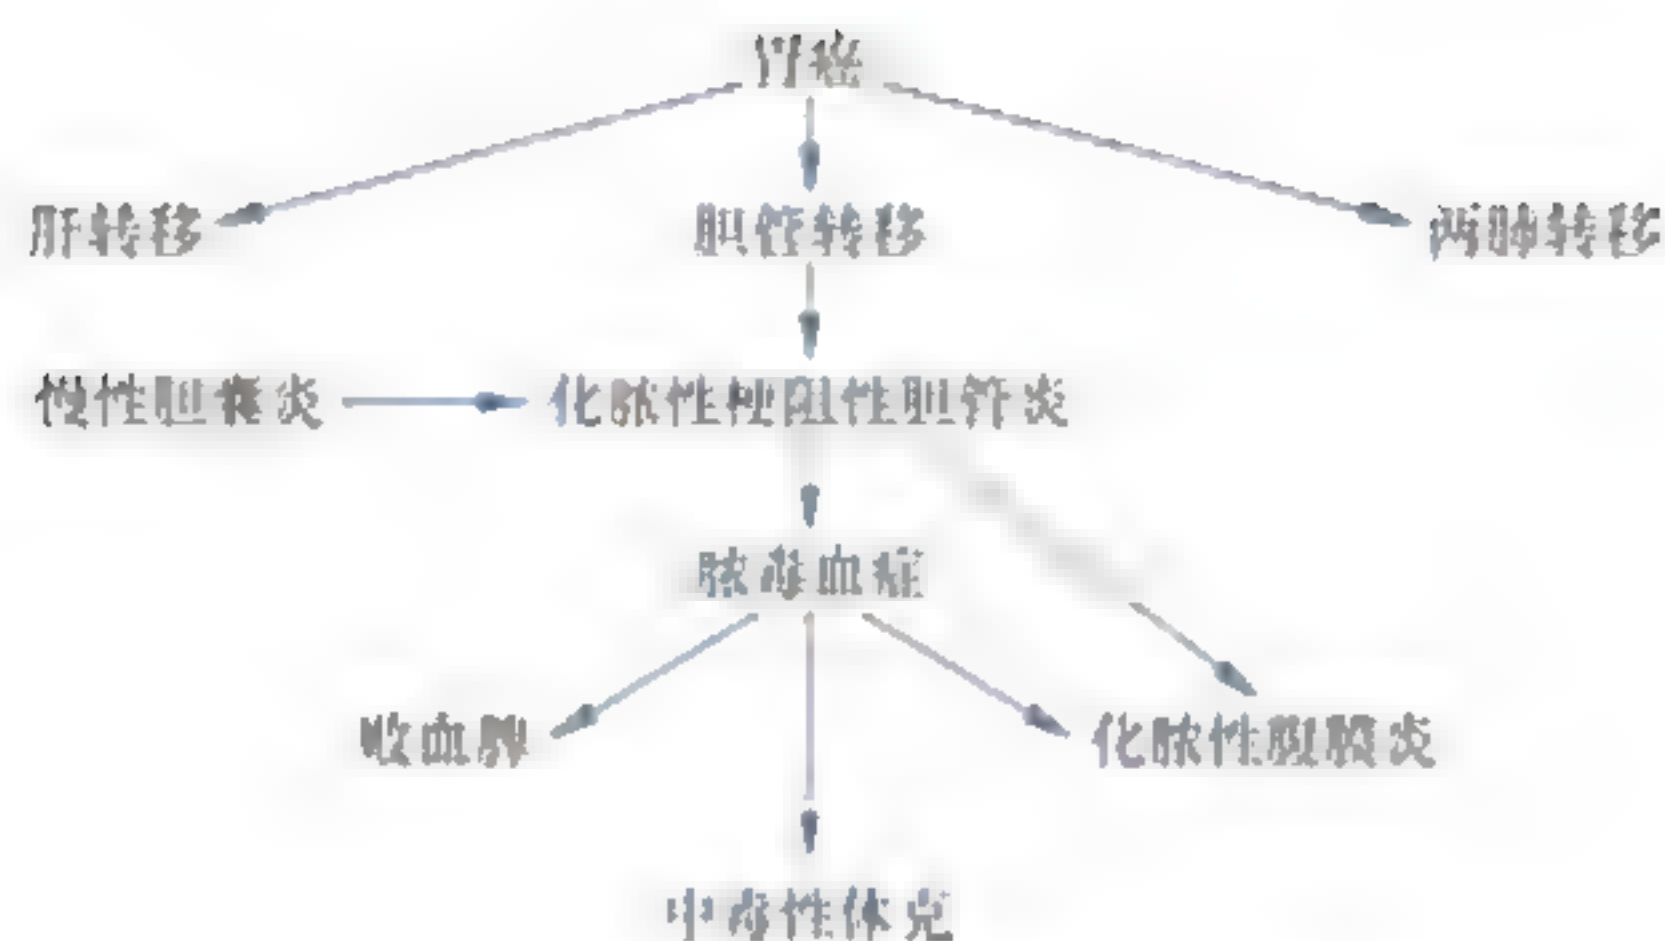 胃癌
肝转移 胆管转移 两肺转移
慢性胆囊炎 化脓性梗阻性胆管炎
脓毒血症
败血脾 化脓性腹膜炎
中毒性休克